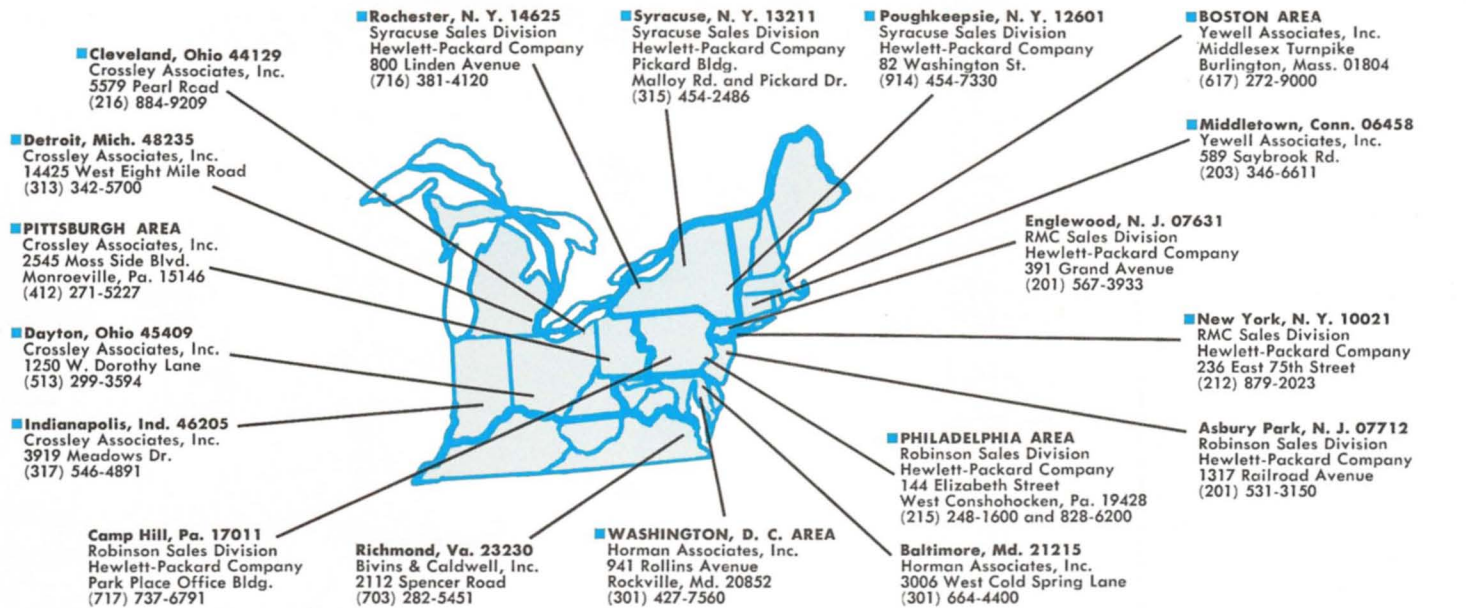 Rochester, N. Y. 14625
Syracuse Sales Division
Hewlett-Packard Company
800 Linden Avenue
(716) 381-4120
Syracuse, N. Y. 13211
Syracuse Sales Division
Hewlett-Packard Company
Pickard Bldg.
Malloy Rd. and Pickard Dr.
(315) 454-2486
Poughkeepsie, N. Y. 12601
Syracuse Sales Division
Hewlett-Packard Company
82 Washington St.
(914) 454-7330
BOSTON AREA
Yewell Associates, Inc.
Middlesex Turnpike
Burlington, Mass. 01804
(617) 272-9000
Cleveland, Ohio 44129
Crossley Associates, Inc.
5579 Pearl Road
(216) 884-9209
Detroit, Mich. 48235
Crossley Associates, Inc.
14425 West Eight Mile Road
(313) 342-5700
Middletown, Conn. 06458
Yewell Associates, Inc.
589 Saybrook Rd.
(203) 346-6611
PITTSBURGH AREA
Crossley Associates, Inc.
2545 Moss Side Blvd.
Monroeville, Pa. 15146
(412) 271-5227
Englewood, N. J. 07631
RMC Sales Division
Hewlett-Packard Company
391 Grand Avenue
(201) 567-3933
Dayton, Ohio 45409
Crossley Associates, Inc.
1250 W. Dorothy Lane
(513) 299-3594
New York, N. Y. 10021
RMC Sales Division
Hewlett-Packard Company
236 East 75th Street
(212) 879-2023
Indianapolis, Ind. 46205
Crossley Associates, Inc.
3919 Meadows Dr.
(317) 546-4891
Asbury Park, N. J. 07712
Robinson Sales Division
Hewlett-Packard Company
1317 Railroad Avenue
(201) 531-3150
PHILADELPHIA AREA
Robinson Sales Division
Hewlett-Packard Company
144 Elizabeth Street
West Conshohocken, Pa. 19428
(215) 248-1600 and 828-6200
Camp Hill, Pa. 17011
Robinson Sales Division
Hewlett-Packard Company
Park Place Office Bldg.
(717) 737-6791
Richmond, Va. 23230
Bivins & Caldwell, Inc.
2112 Spencer Road
(703) 282-5451
WASHINGTON, D. C. AREA
Horman Associates, Inc.
941 Rollins Avenue
Rockville, Md. 20852
(301) 427-7560
Baltimore, Md. 21215
Horman Associates, Inc.
3006 West Cold Spring Lane
(301) 664-4400